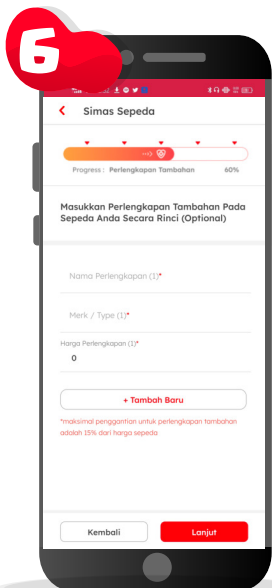 6
Simas Sepeda
Progress : Perlengkapan Tambahan 60%
Masukkan Perlengkapan Tambahan Pada
Sepeda Anda Secara Rinci (Optional)
Nama Perlengkapan (1)*
Merk / Type (1)*
Harga Perlengkapan (1)*
0
+ Tambah Baru
*maksimal penggantian untuk perlengkapan tambahan
adalah 15% dari harga sepeda
Kembali Lanjut